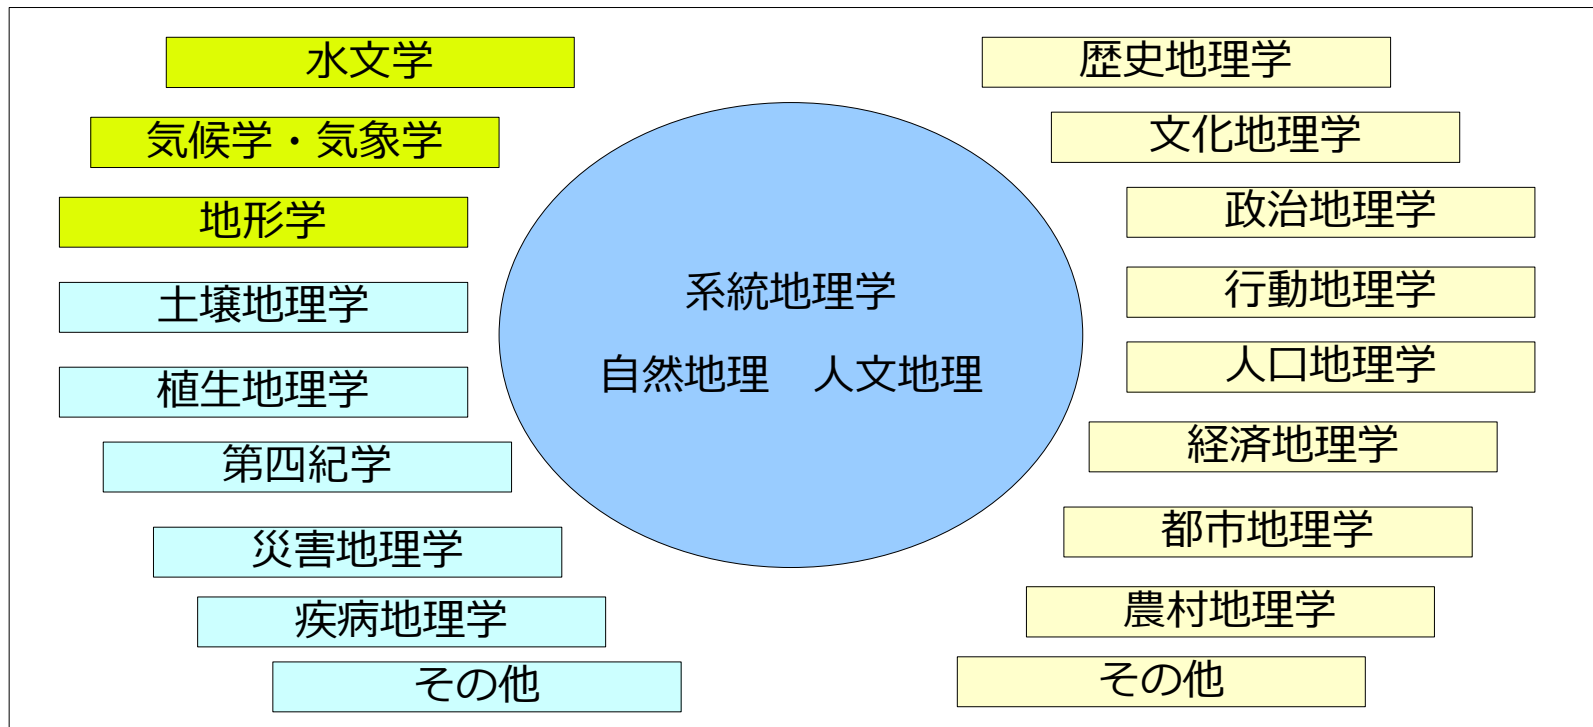 水文学
気候学・気象学
地形学
土壌地理学
植生地理学
第四紀学
災害地理学
疾病地理学
その他
系統地理学
自然地理　人文地理
歴史地理学
文化地理学
政治地理学
行動地理学
人口地理学
経済地理学
都市地理学
農村地理学
その他